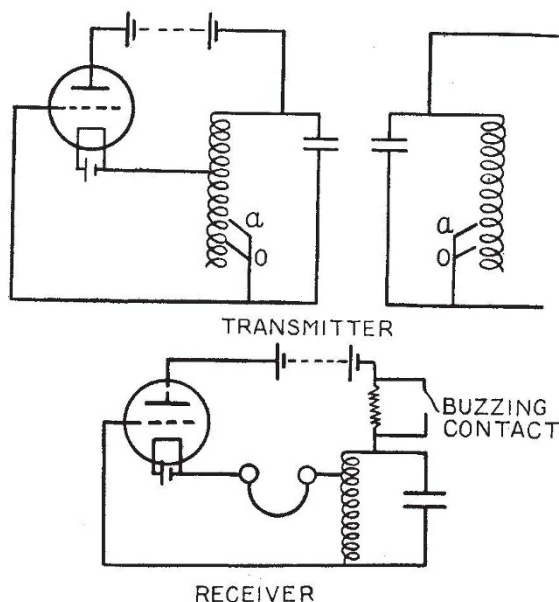 a
o
a
o
TRANSMITTER
BUZZING
CONTACT
RECEIVER